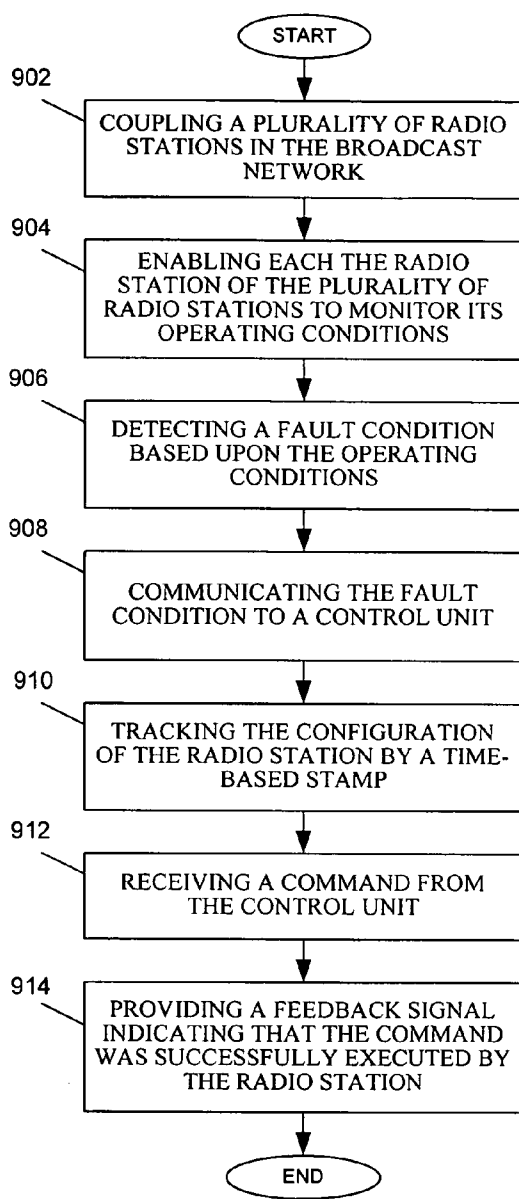 START
902
COUPLING A PLURALITY OF RADIO
STATIONS IN THE BROADCAST
NETWORK
904
ENABLING EACH THE RADIO
STATION OF THE PLURALITY OF
RADIO STATIONS TO MONITOR ITS
OPERATING CONDITIONS
906
DETECTING A FAULT CONDITION
BASED UPON THE OPERATING
CONDITIONS
908
COMMUNICATING THE FAULT
CONDITION TO A CONTROL UNIT
910
TRACKING THE CONFIGURATION
OF THE RADIO STATION BY A TIME-
BASED STAMP
912
RECEIVING A COMMAND FROM
THE CONTROL UNIT
914
PROVIDING A FEEDBACK SIGNAL
INDICATING THAT THE COMMAND
WAS SUCCESSFULLY EXECUTED BY
THE RADIO STATION
END